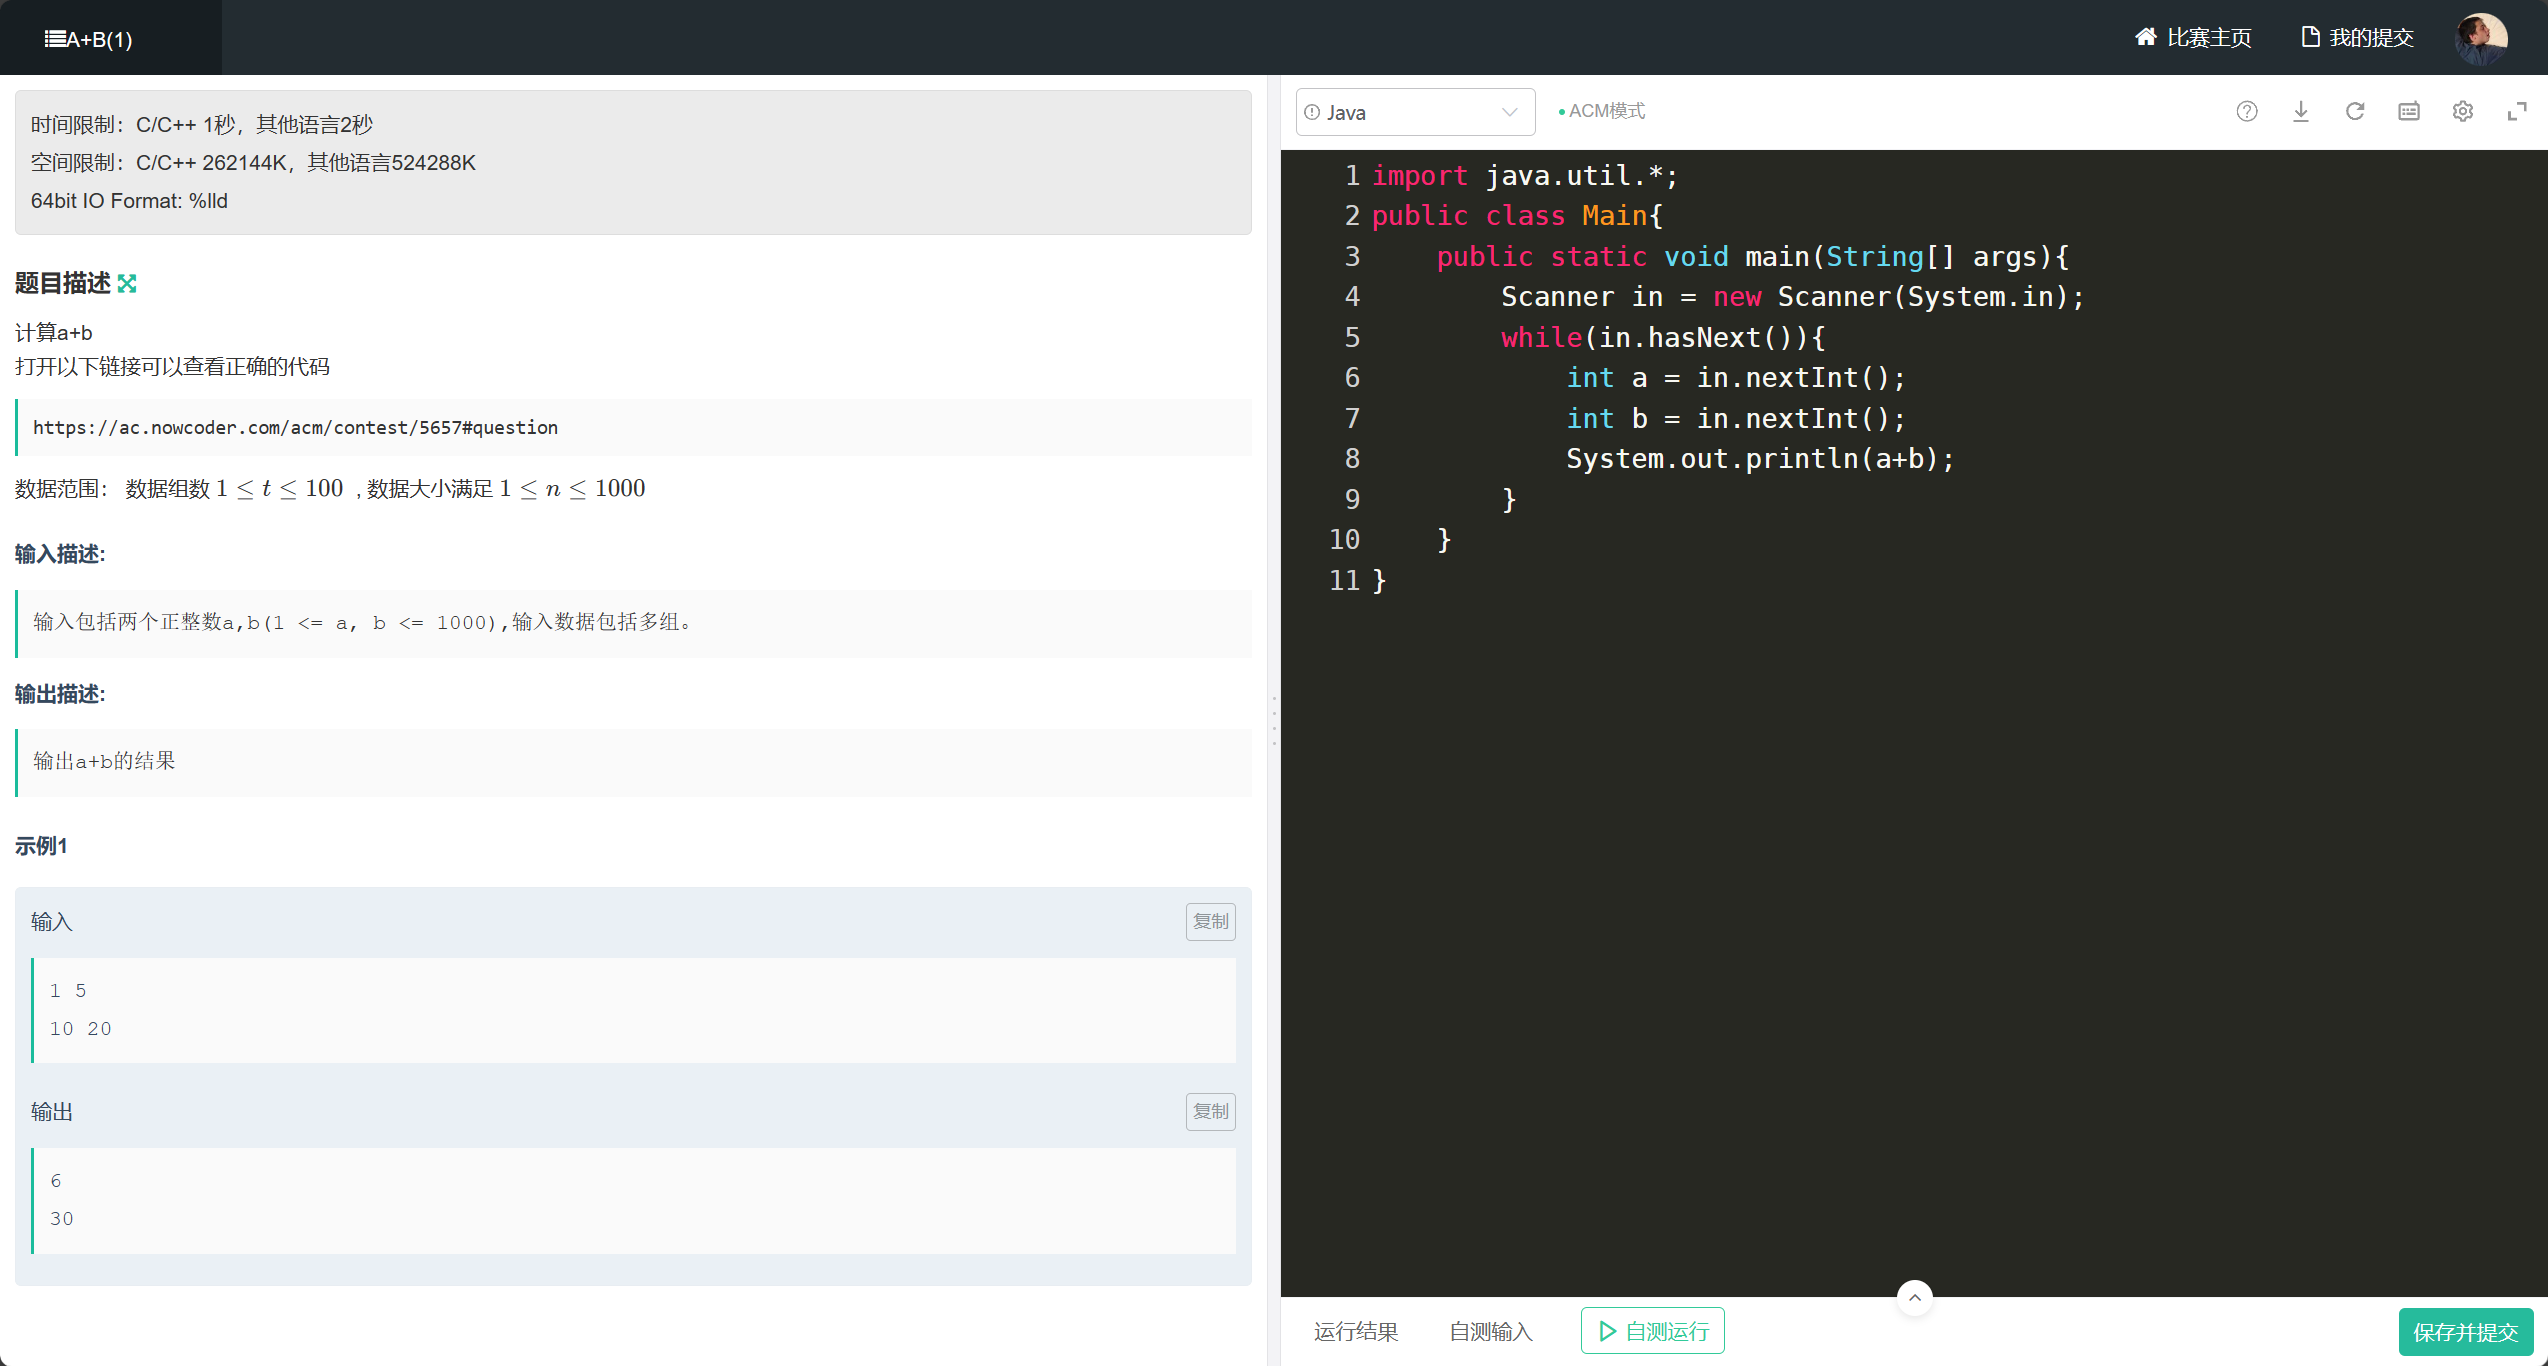 A+B(1)
比赛主页
我的提交
时间限制：C/C++ 1秒，其他语言2秒
空间限制：C/C++ 262144K，其他语言524288K
64bit IO Format: %lld
题目描述
计算a+b
打开以下链接可以查看正确的代码
https://ac.nowcoder.com/acm/contest/5657#question
数据范围： 数据组数 1 ≤ t ≤ 100 , 数据大小满足 1 ≤ n ≤ 1000
输入描述:
输入包括两个正整数a,b(1 <= a, b <= 1000),输入数据包括多组。
输出描述:
输出a+b的结果
示例1
输入
复制
1 5
10 20
输出
复制
6
30
Java
ACM模式
1 import java.util.*;
2 public class Main{
3     public static void main(String[] args){
4         Scanner in = new Scanner(System.in);
5         while(in.hasNext()){
6             int a = in.nextInt();
7             int b = in.nextInt();
8             System.out.println(a+b);
9         }
10     }
11 }
运行结果
自测输入
自测运行
保存并提交